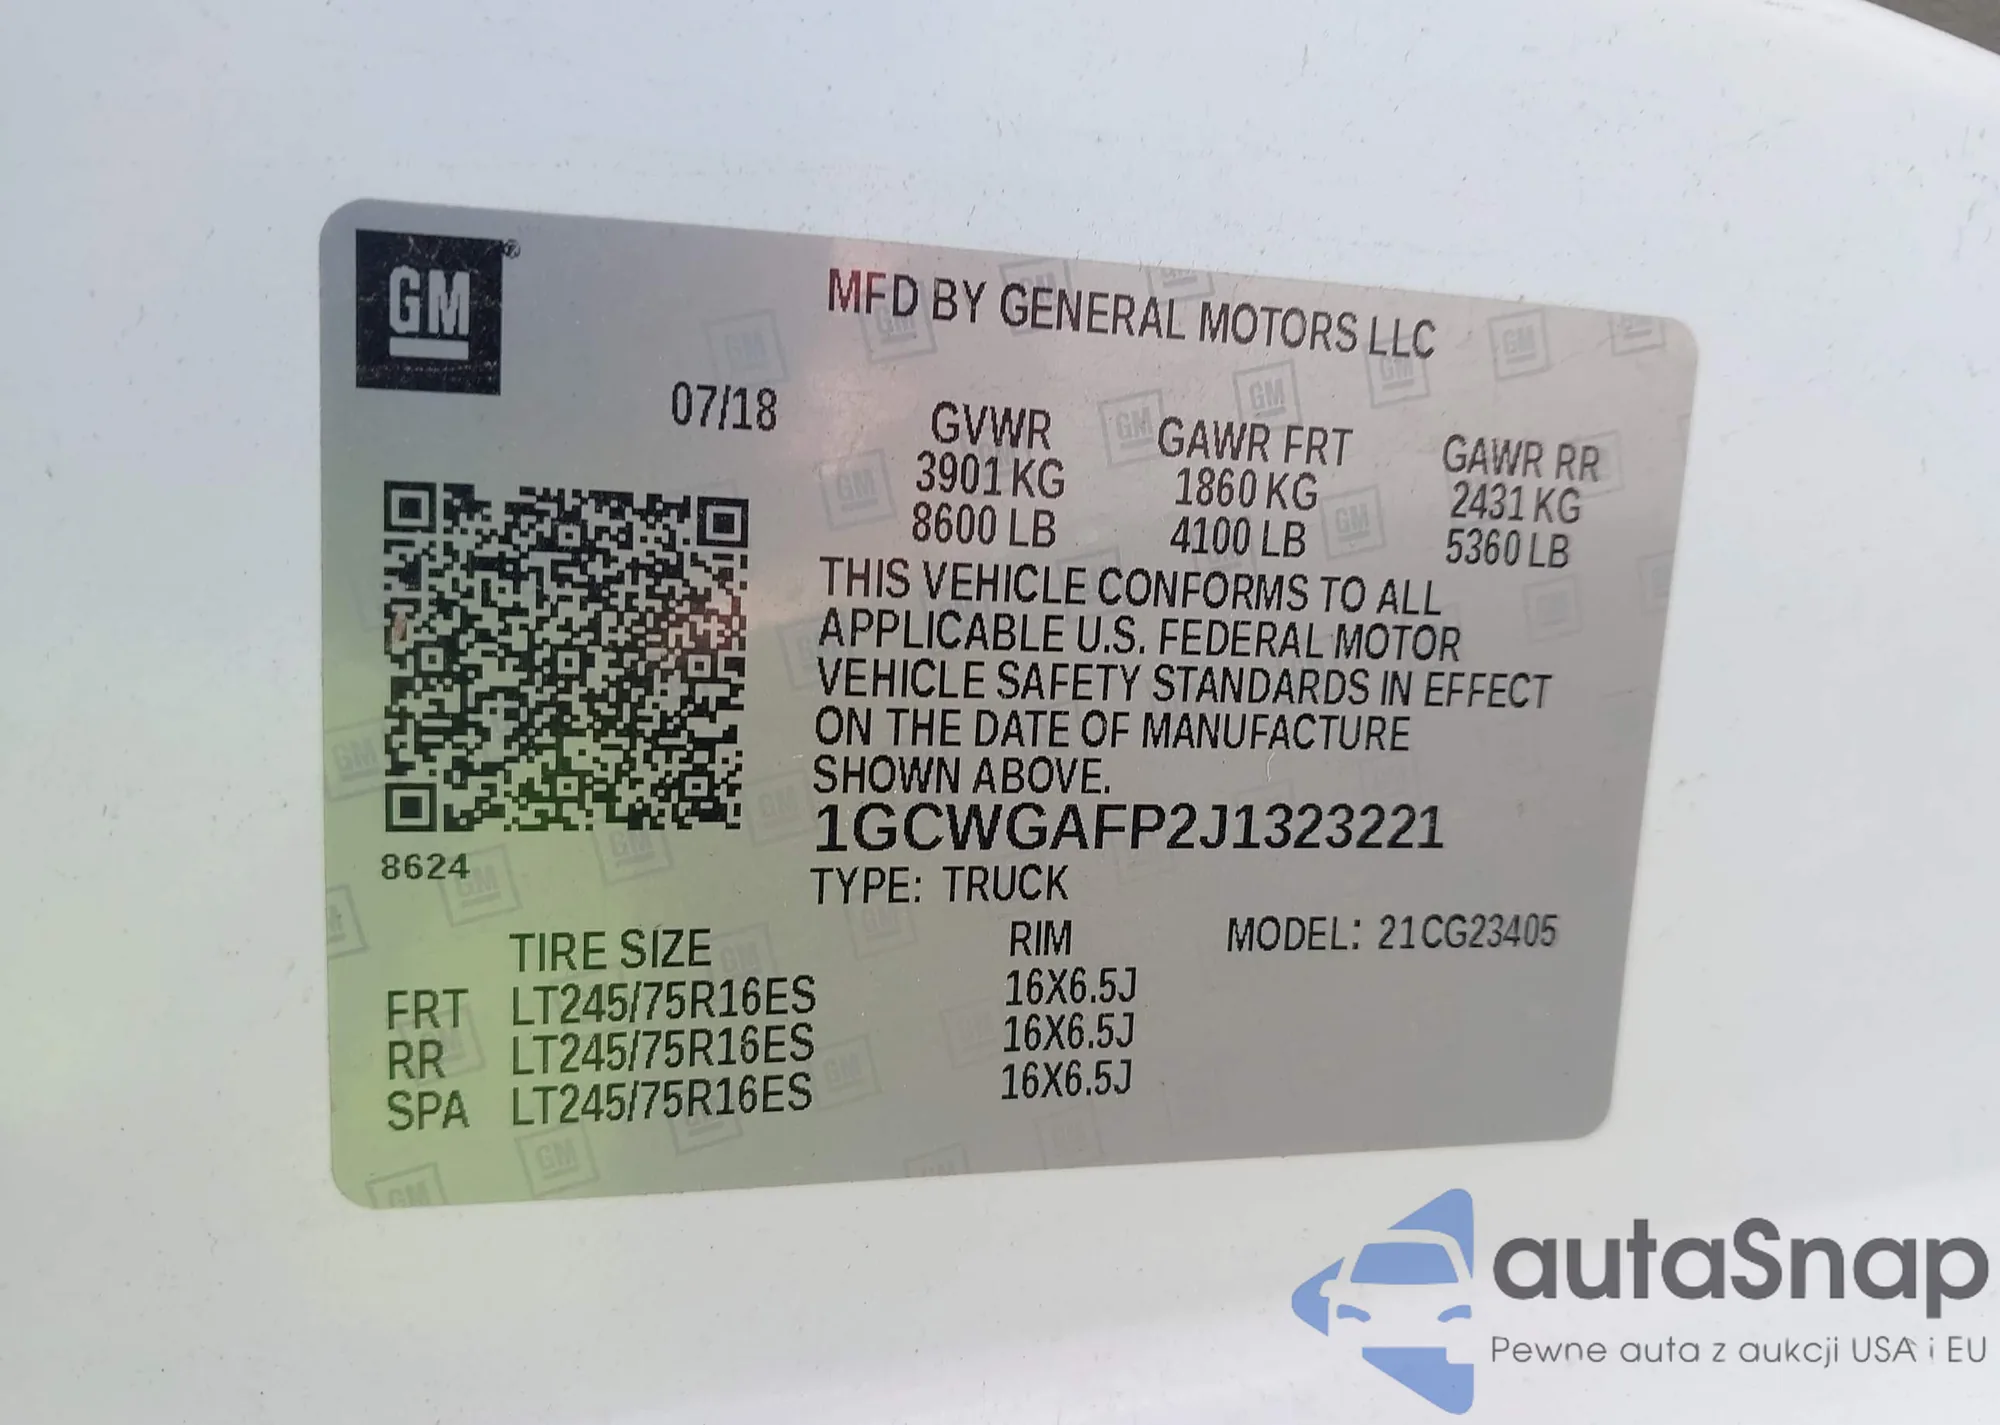 GM ®
MFD BY GENERAL MOTORS LLC
07/18
GVWR GAWR FRT GAWR RR
3901 KG 1860 KG 2431 KG
8600 LB 4100 LB 5360 LB
THIS VEHICLE CONFORMS TO ALL
APPLICABLE U.S. FEDERAL MOTOR
VEHICLE SAFETY STANDARDS IN EFFECT
ON THE DATE OF MANUFACTURE
SHOWN ABOVE.
1GCWGAFP2J1323221
8624
TYPE: TRUCK
TIRE SIZE RIM MODEL: 21CG23405
FRT LT245/75R16ES 16X6.5J
RR LT245/75R16ES 16X6.5J
SPA LT245/75R16ES 16X6.5J
autaSnap
Pewne auta z aukcji USA i EU